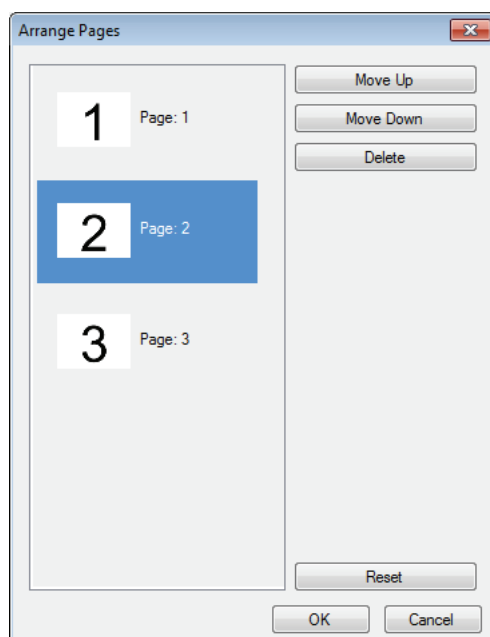 Arrange Pages
1 Page: 1
2 Page: 2
3 Page: 3
Move Up
Move Down
Delete
Reset
OK Cancel